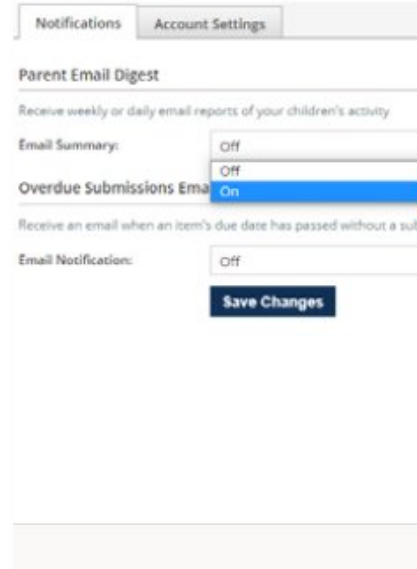 Notifications
Account Settings
Parent Email Digest
Receive weekly or daily email reports of your children's activity
Email Summary:
Off
Off
On
Overdue Submissions Ema
Receive an email when an item's due date has passed without a sub
Email Notification:
Off
Save Changes